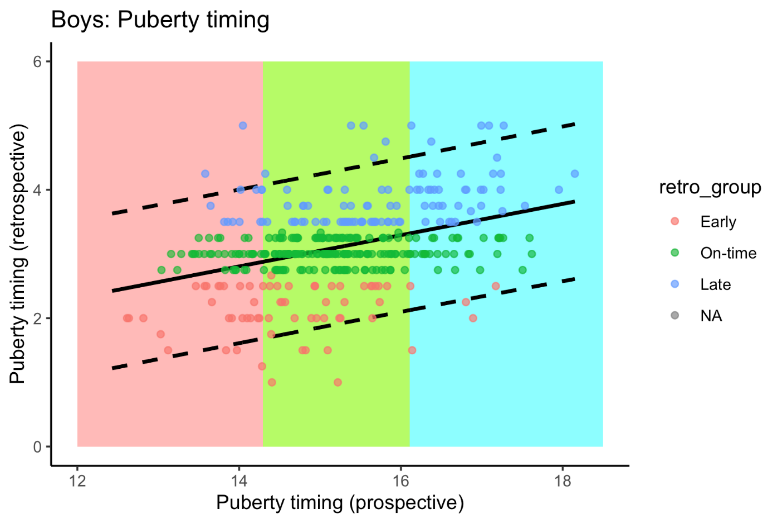 Boys: Puberty timing
Puberty timing (retrospective)
6
4
2
0
12
14
16
18
Puberty timing (prospective)
retro_group
Early
On-time
Late
NA